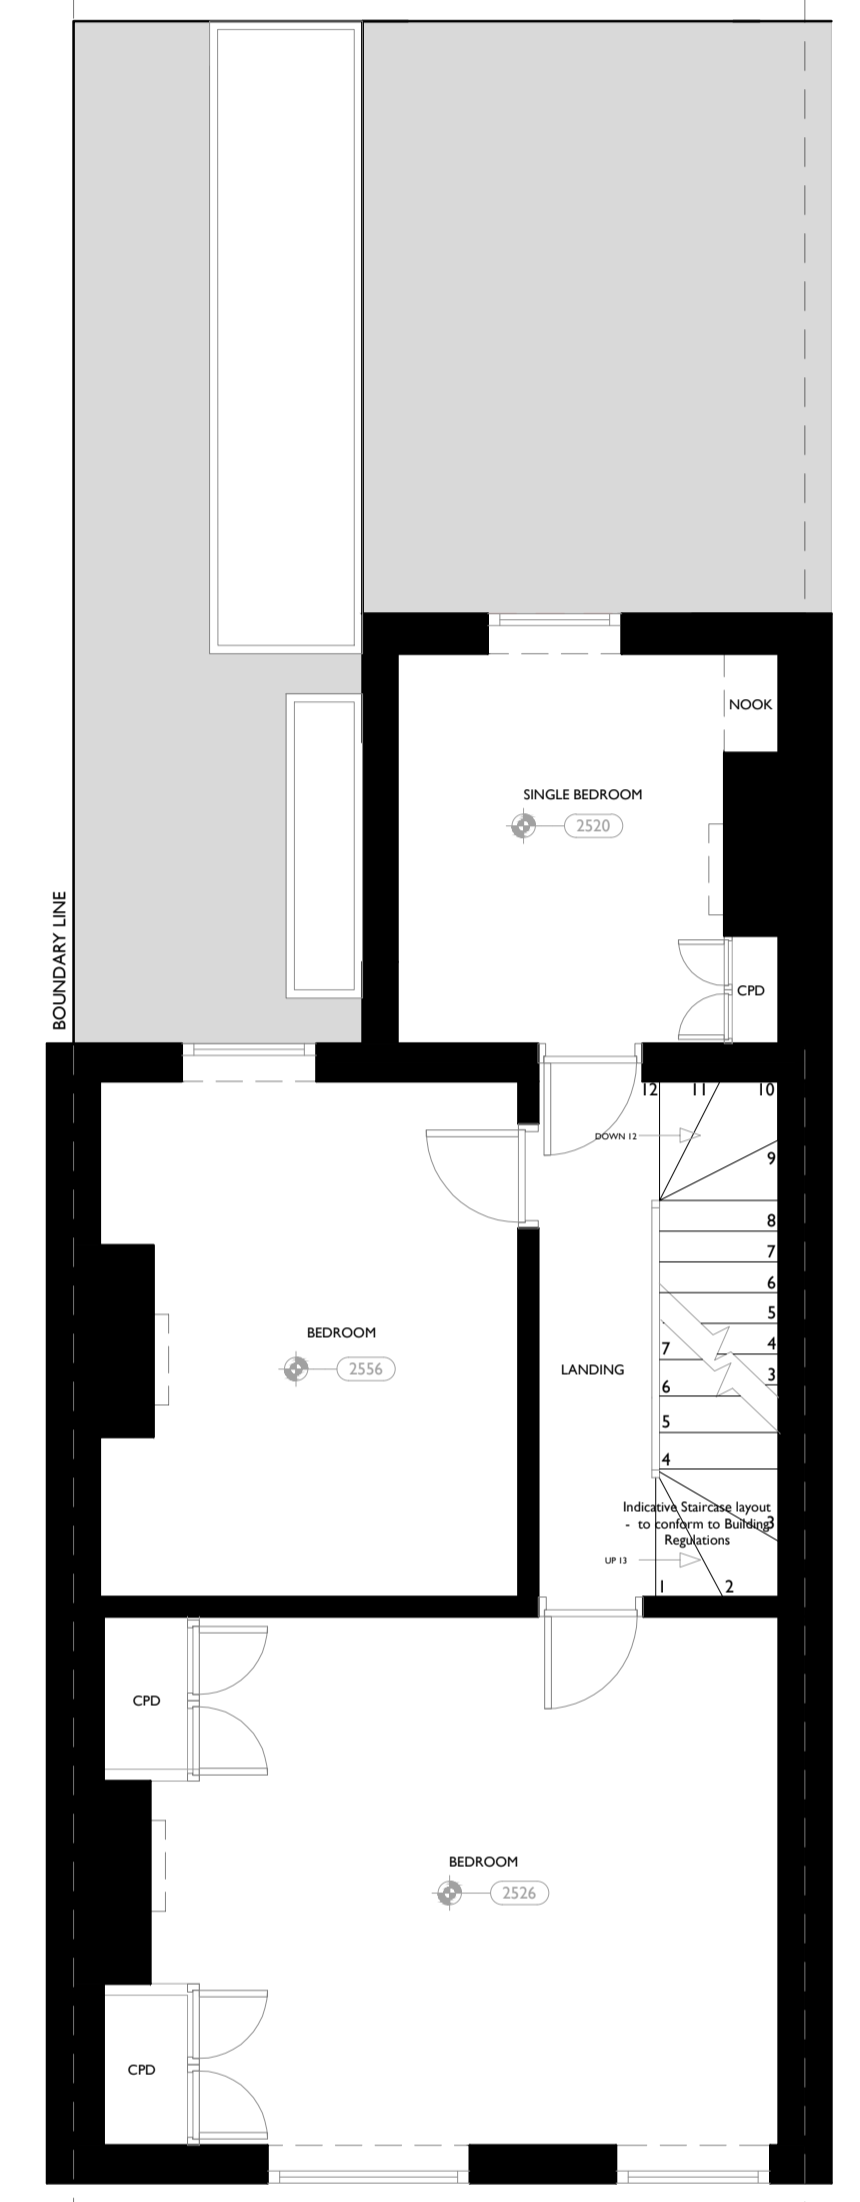 NOOK
SINGLE BEDROOM
2520
BOUNDARY LINE
CPD
12 11 10
DOWN 12
9
8
7
6
5
4
3
BEDROOM
2556
LANDING
7
6
5
4
Indicative Staircase layout
- to conform to Building
Regulations
3
UP 13
1 2
CPD
BEDROOM
2526
CPD